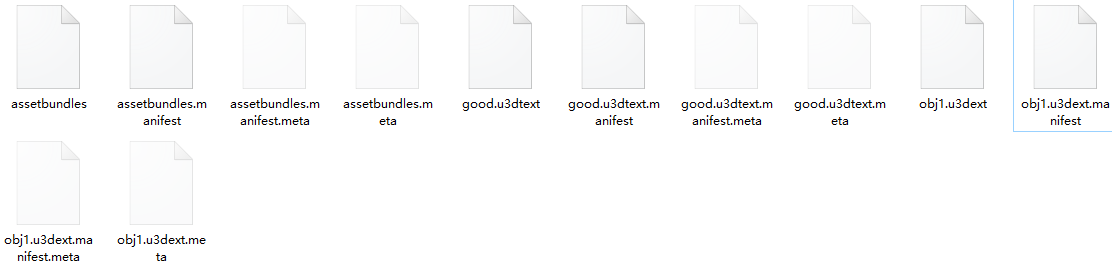 assetbundles
assetbundles.m
anifest
assetbundles.m
anifest.meta
assetbundles.m
eta
good.u3dtext
good.u3dtext.m
anifest
good.u3dtext.m
anifest.meta
good.u3dtext.m
eta
obj1.u3dext
obj1.u3dext.ma
nifest
obj1.u3dext.ma
nifest.meta
obj1.u3dext.me
ta